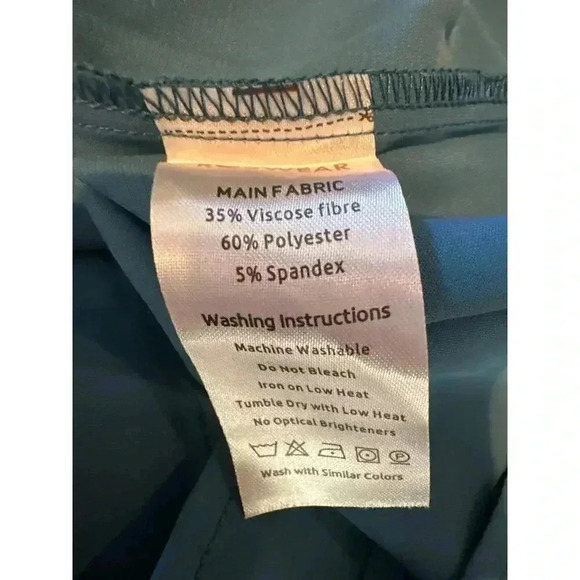 MAIN FABRIC
35% Viscose fibre
60% Polyester
5% Spandex
Washing Instructions
Machine Washable
Do Not Bleach
Iron on Low Heat
Tumble Dry with Low Heat
No Optical Brighteners
P
Wash with Similar Colors